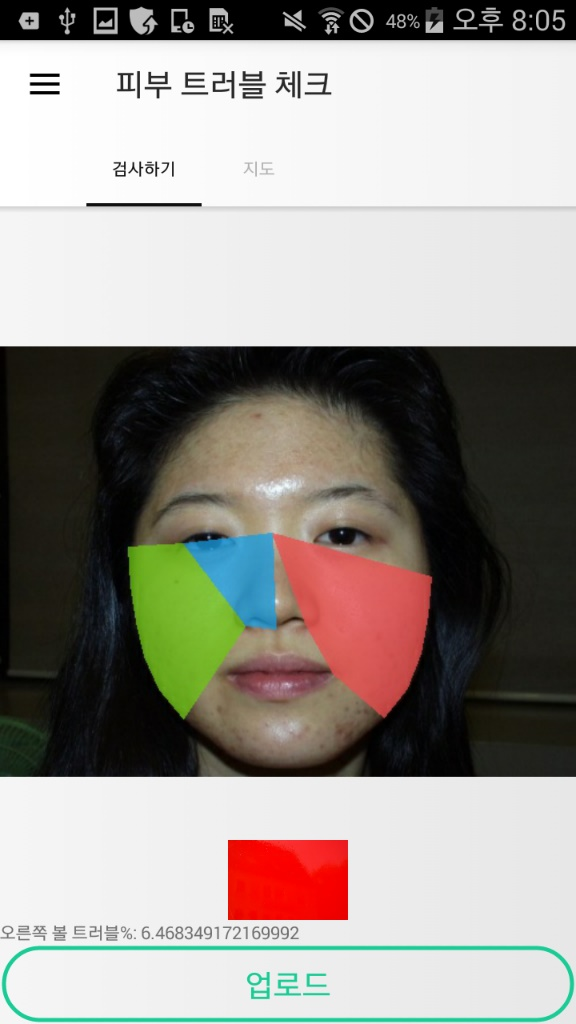 48% 오후 8:05
피부 트러블 체크
검사하기 지도
오른쪽 볼 트러블%: 6.468349172169992
업로드